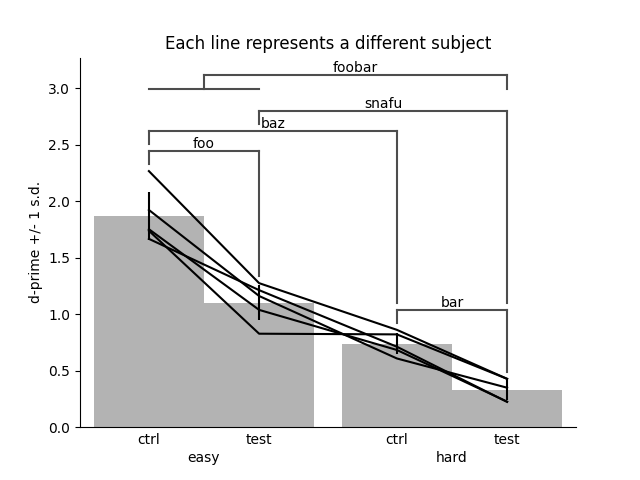 Each line represents a different subject
foobar
snafu
baz
foo
bar
d-prime +/- 1 s.d.
3.0
2.5
2.0
1.5
1.0
0.5
0.0
ctrl test ctrl test
easy hard